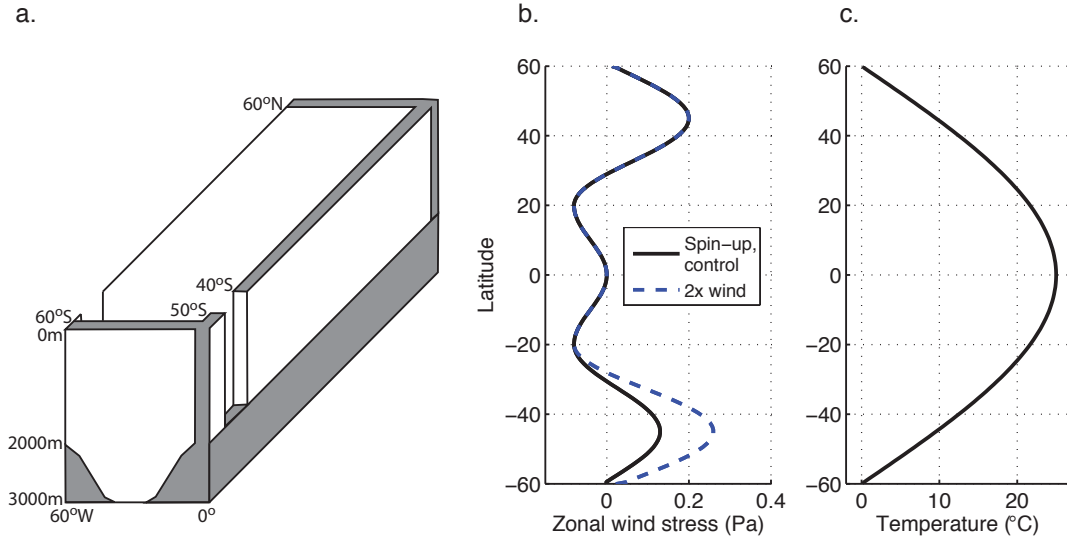 a.
60°N
40°S
50°S
60°S
0m
2000m
3000m
60°W
0°
b.
60
40
20
0
−20
−40
−60
Latitude
Spin−up,
control
2x wind
0
0.2
0.4
Zonal wind stress (Pa)
c.
60
40
20
0
−20
−40
−60
0
10
20
Temperature (°C)